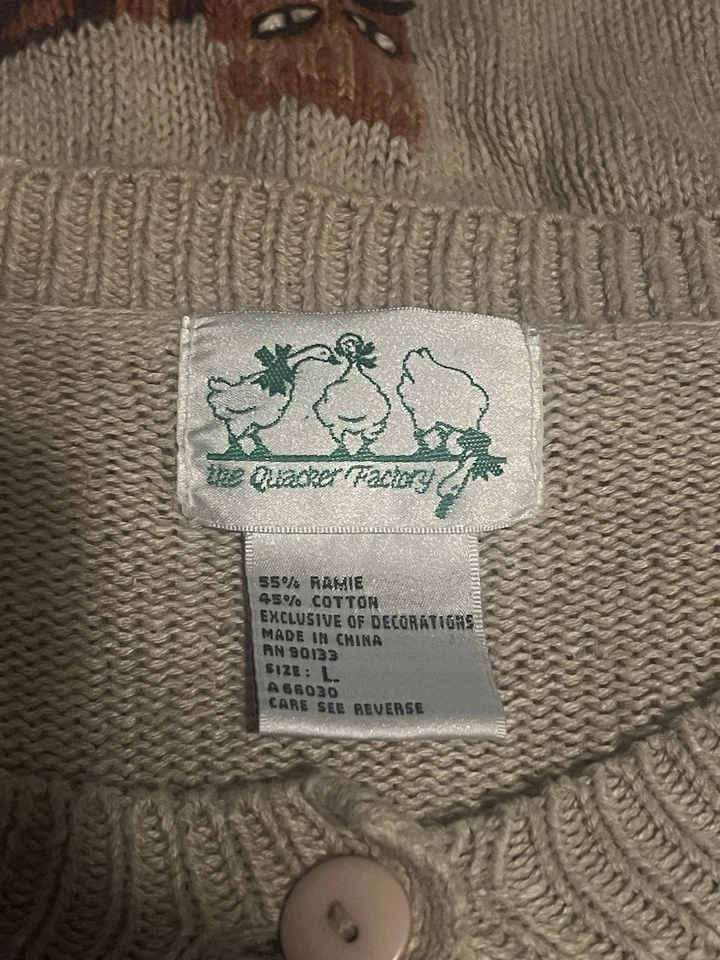 the Quacker Factory
55% RAMIE
45% COTTON
EXCLUSIVE OF DECORATIONS
MADE IN CHINA
RN 90133
SIZE: L
A66030
CARE SEE REVERSE